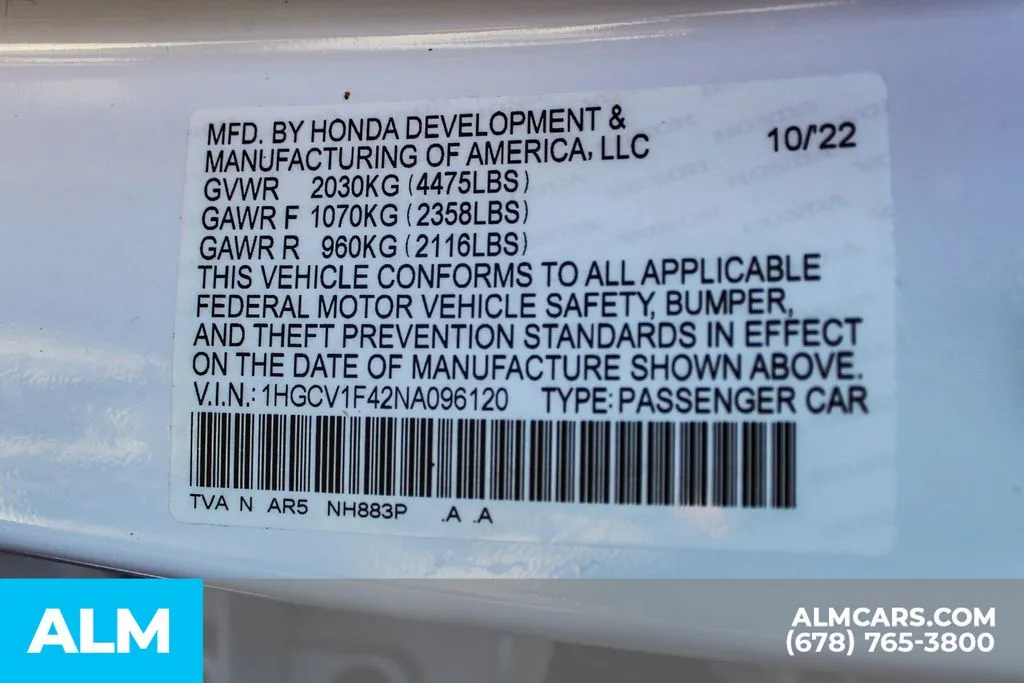 MFD. BY HONDA DEVELOPMENT &
MANUFACTURING OF AMERICA, LLC 10/22
GVWR 2030KG (4475LBS)
GAWR F 1070KG (2358LBS)
GAWR R 960KG (2116LBS)
THIS VEHICLE CONFORMS TO ALL APPLICABLE
FEDERAL MOTOR VEHICLE SAFETY, BUMPER,
AND THEFT PREVENTION STANDARDS IN EFFECT
ON THE DATE OF MANUFACTURE SHOWN ABOVE.
V.I.N.: 1HGCV1F42NA096120 TYPE: PASSENGER CAR
TVA N AR5 NH883P .A .A
ALM
ALMCARS.COM
(678) 765-3800